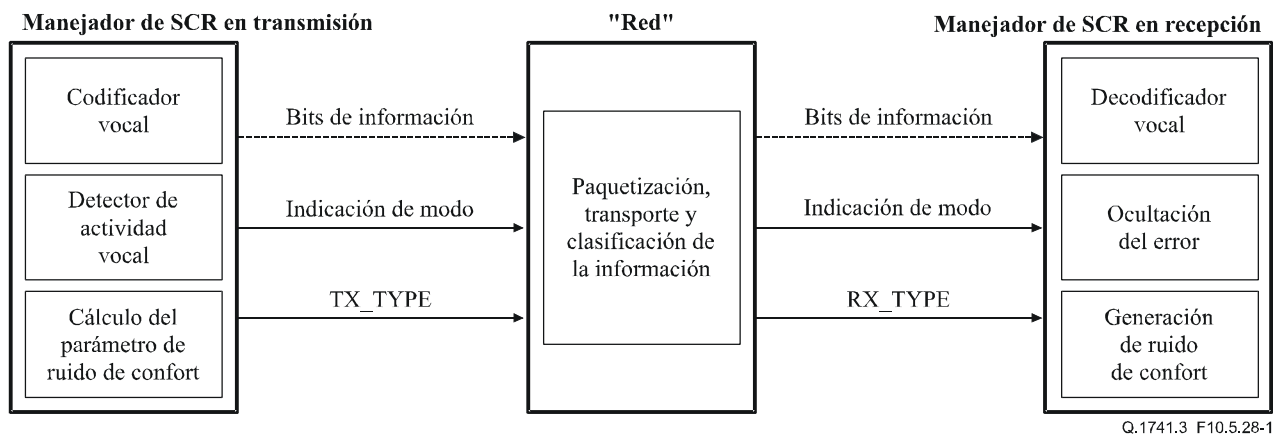 Manejador de SCR en transmisión
"Red"
Manejador de SCR en recepción
Codificador
vocal
Detector de
actividad
vocal
Cálculo del
parámetro de
ruido de confort
Bits de información
Indicación de modo
TX_TYPE
Paquetización,
transporte y
clasificación de
la información
Bits de información
Indicación de modo
RX_TYPE
Decodificador
vocal
Ocultación
del error
Generación
de ruido
de confort
Q.1741.3_F10.5.28-1